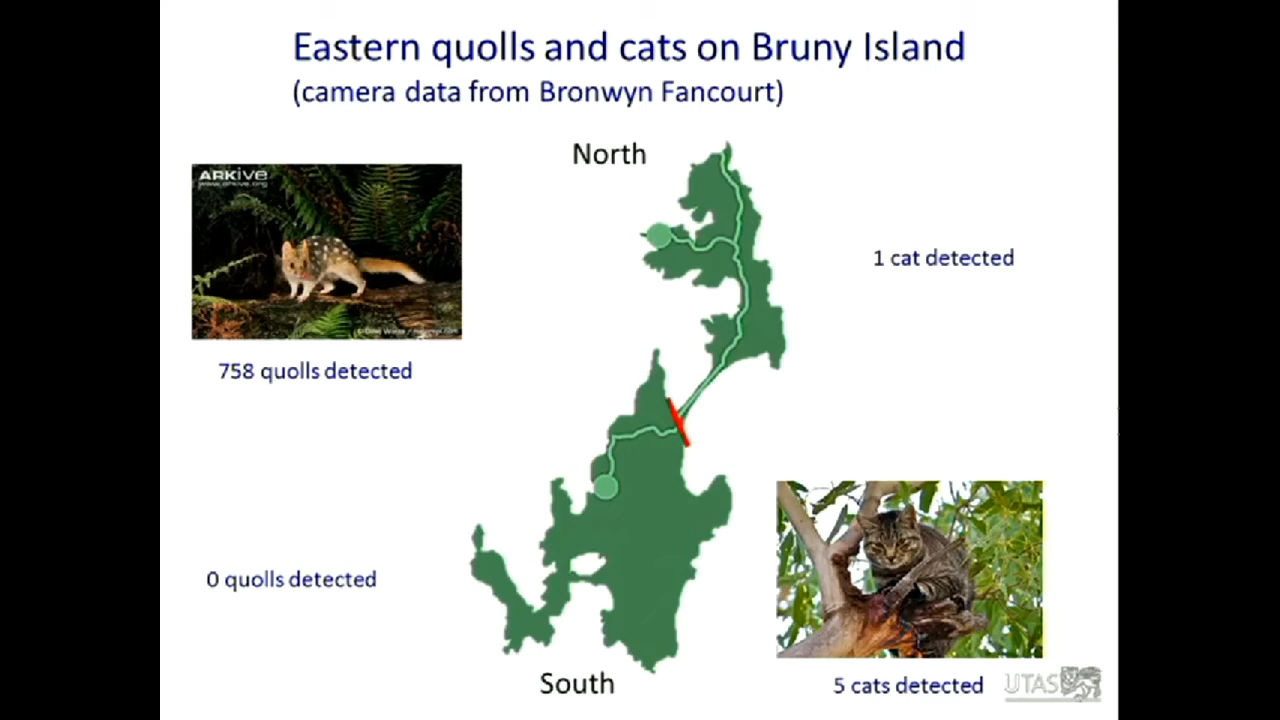 Eastern quolls and cats on Bruny Island
(camera data from Bronwyn Fancourt)
North
ARKive
www.arkive.org
1 cat detected
758 quolls detected
0 quolls detected
South
5 cats detected
UTAS